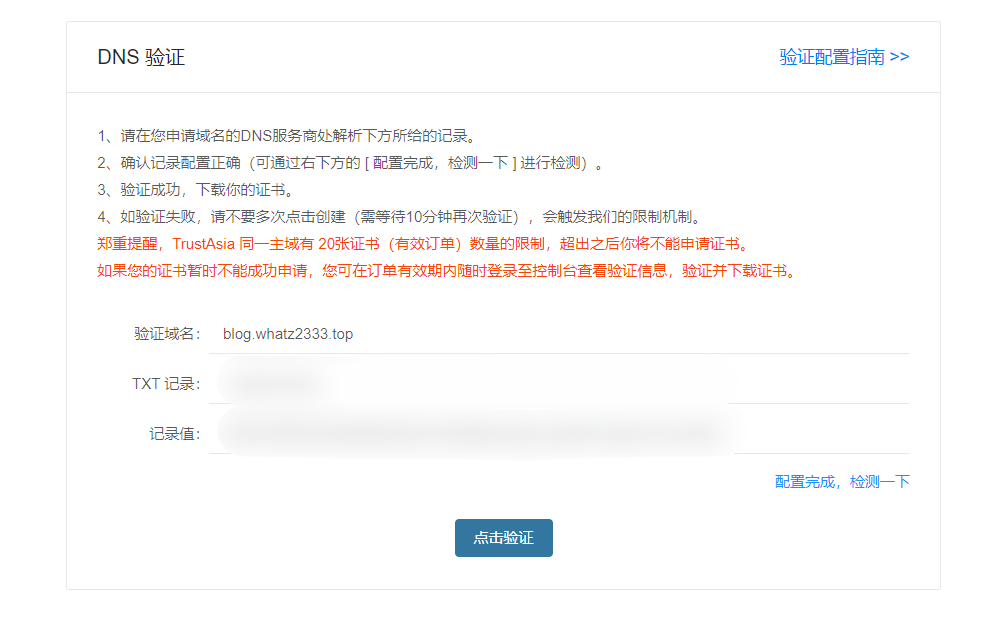 DNS 验证
验证配置指南 >>
1、请在您申请域名的DNS服务商处解析下方所给的记录。
2、确认记录配置正确（可通过右下方的 [ 配置完成，检测一下 ] 进行检测）。
3、验证成功，下载你的证书。
4、如验证失败，请不要多次点击创建（需等待10分钟再次验证），会触发我们的限制机制。
郑重提醒，TrustAsia 同一主域有 20张证书（有效订单）数量的限制，超出之后你将不能申请证书。
如果您的证书暂时不能成功申请，您可在订单有效期内随时登录至控制台查看验证信息，验证并下载证书。
验证域名： blog.whatz2333.top
TXT 记录：
记录值：
配置完成，检测一下
点击验证